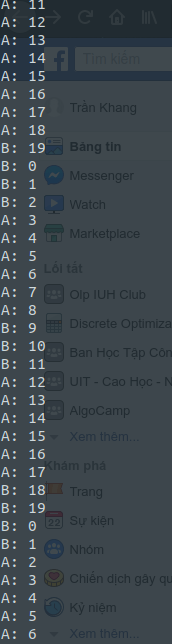 A: 11
A: 12
A: 13
A: 14
A: 15
A: 16
A: 17
A: 18
B: 19
B: 0
B: 1
B: 2
A: 3
A: 4
A: 5
A: 6
A: 7
A: 8
B: 9
B: 10
B: 11
A: 12
A: 13
A: 14
A: 15
A: 16
A: 17
B: 18
B: 19
B: 0
B: 1
A: 2
A: 3
A: 4
A: 5
A: 6
Tìm kiếm
Trần Khang
Bảng tin
Messenger
Watch
Marketplace
Lối tắt
Olp IUH Club
Discrete Optimiza
Ban Học Tập Côn
UIT - Cao Học - N
AlgoCamp
Xem thêm...
Khám phá
Trang
22
Sự kiện
Nhóm
Chiến dịch gây qu
Kỷ niệm
Xem thêm...